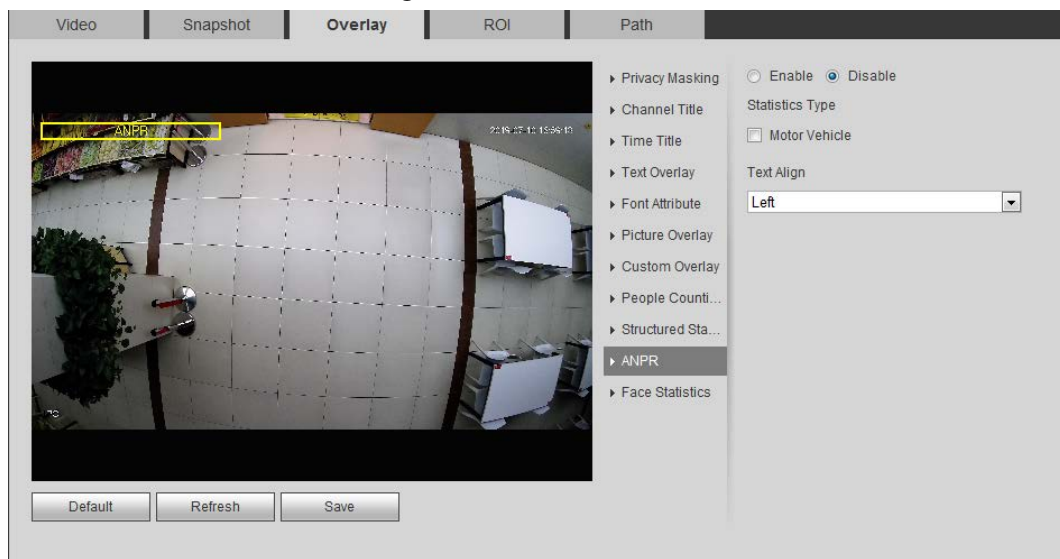 Video Snapshot Overlay ROI Path
ANPR
Privacy Masking
Channel Title
Time Title
Text Overlay
Font Attribute
Picture Overlay
Custom Overlay
People Counti...
Structured Sta...
ANPR
Face Statistics
Enable Disable
Statistics Type
Motor Vehicle
Text Align
Left
Default Refresh Save